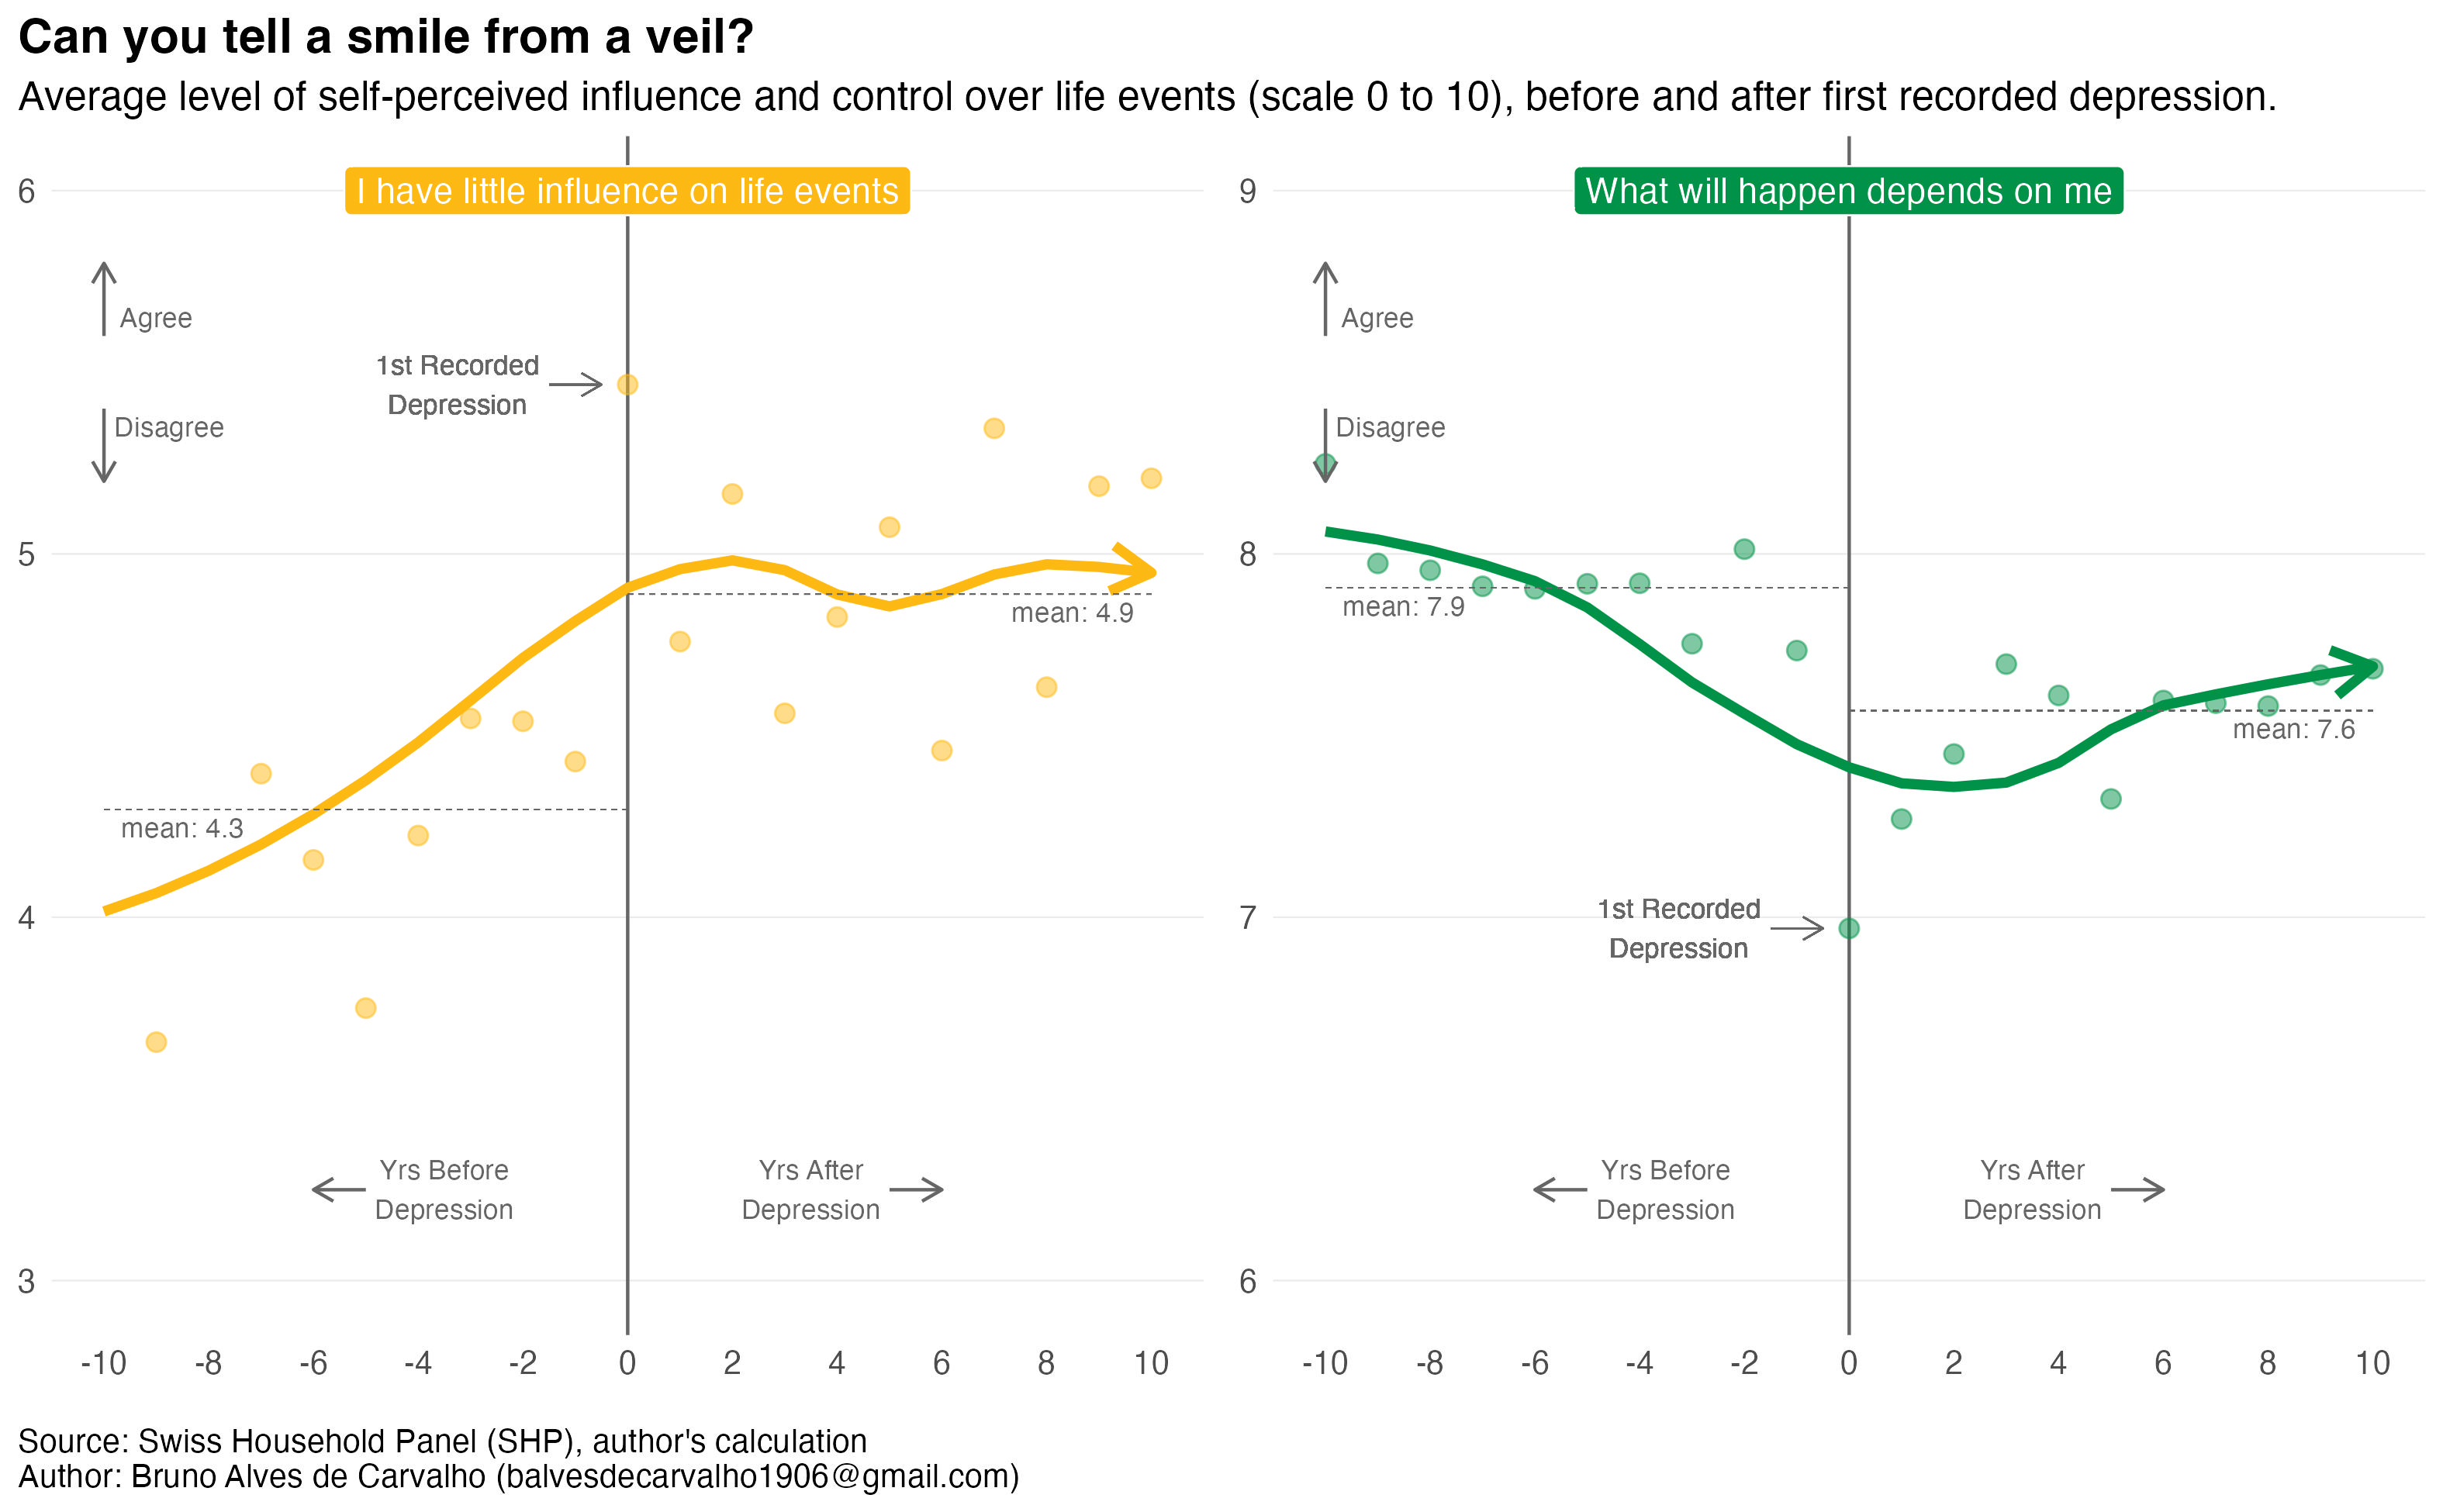 Can you tell a smile from a veil?
Average level of self-perceived influence and control over life events (scale 0 to 10), before and after first recorded depression.
I have little influence on life events
6
5
4
3
Agree
Disagree
1st Recorded
Depression
mean: 4.3
mean: 4.9
Yrs Before
Depression
Yrs After
Depression
-10 -8 -6 -4 -2 0 2 4 6 8 10
What will happen depends on me
9
8
7
6
Agree
Disagree
mean: 7.9
mean: 7.6
1st Recorded
Depression
Yrs Before
Depression
Yrs After
Depression
-10 -8 -6 -4 -2 0 2 4 6 8 10
Source: Swiss Household Panel (SHP), author's calculation
Author: Bruno Alves de Carvalho (balvesdecarvalho1906@gmail.com)